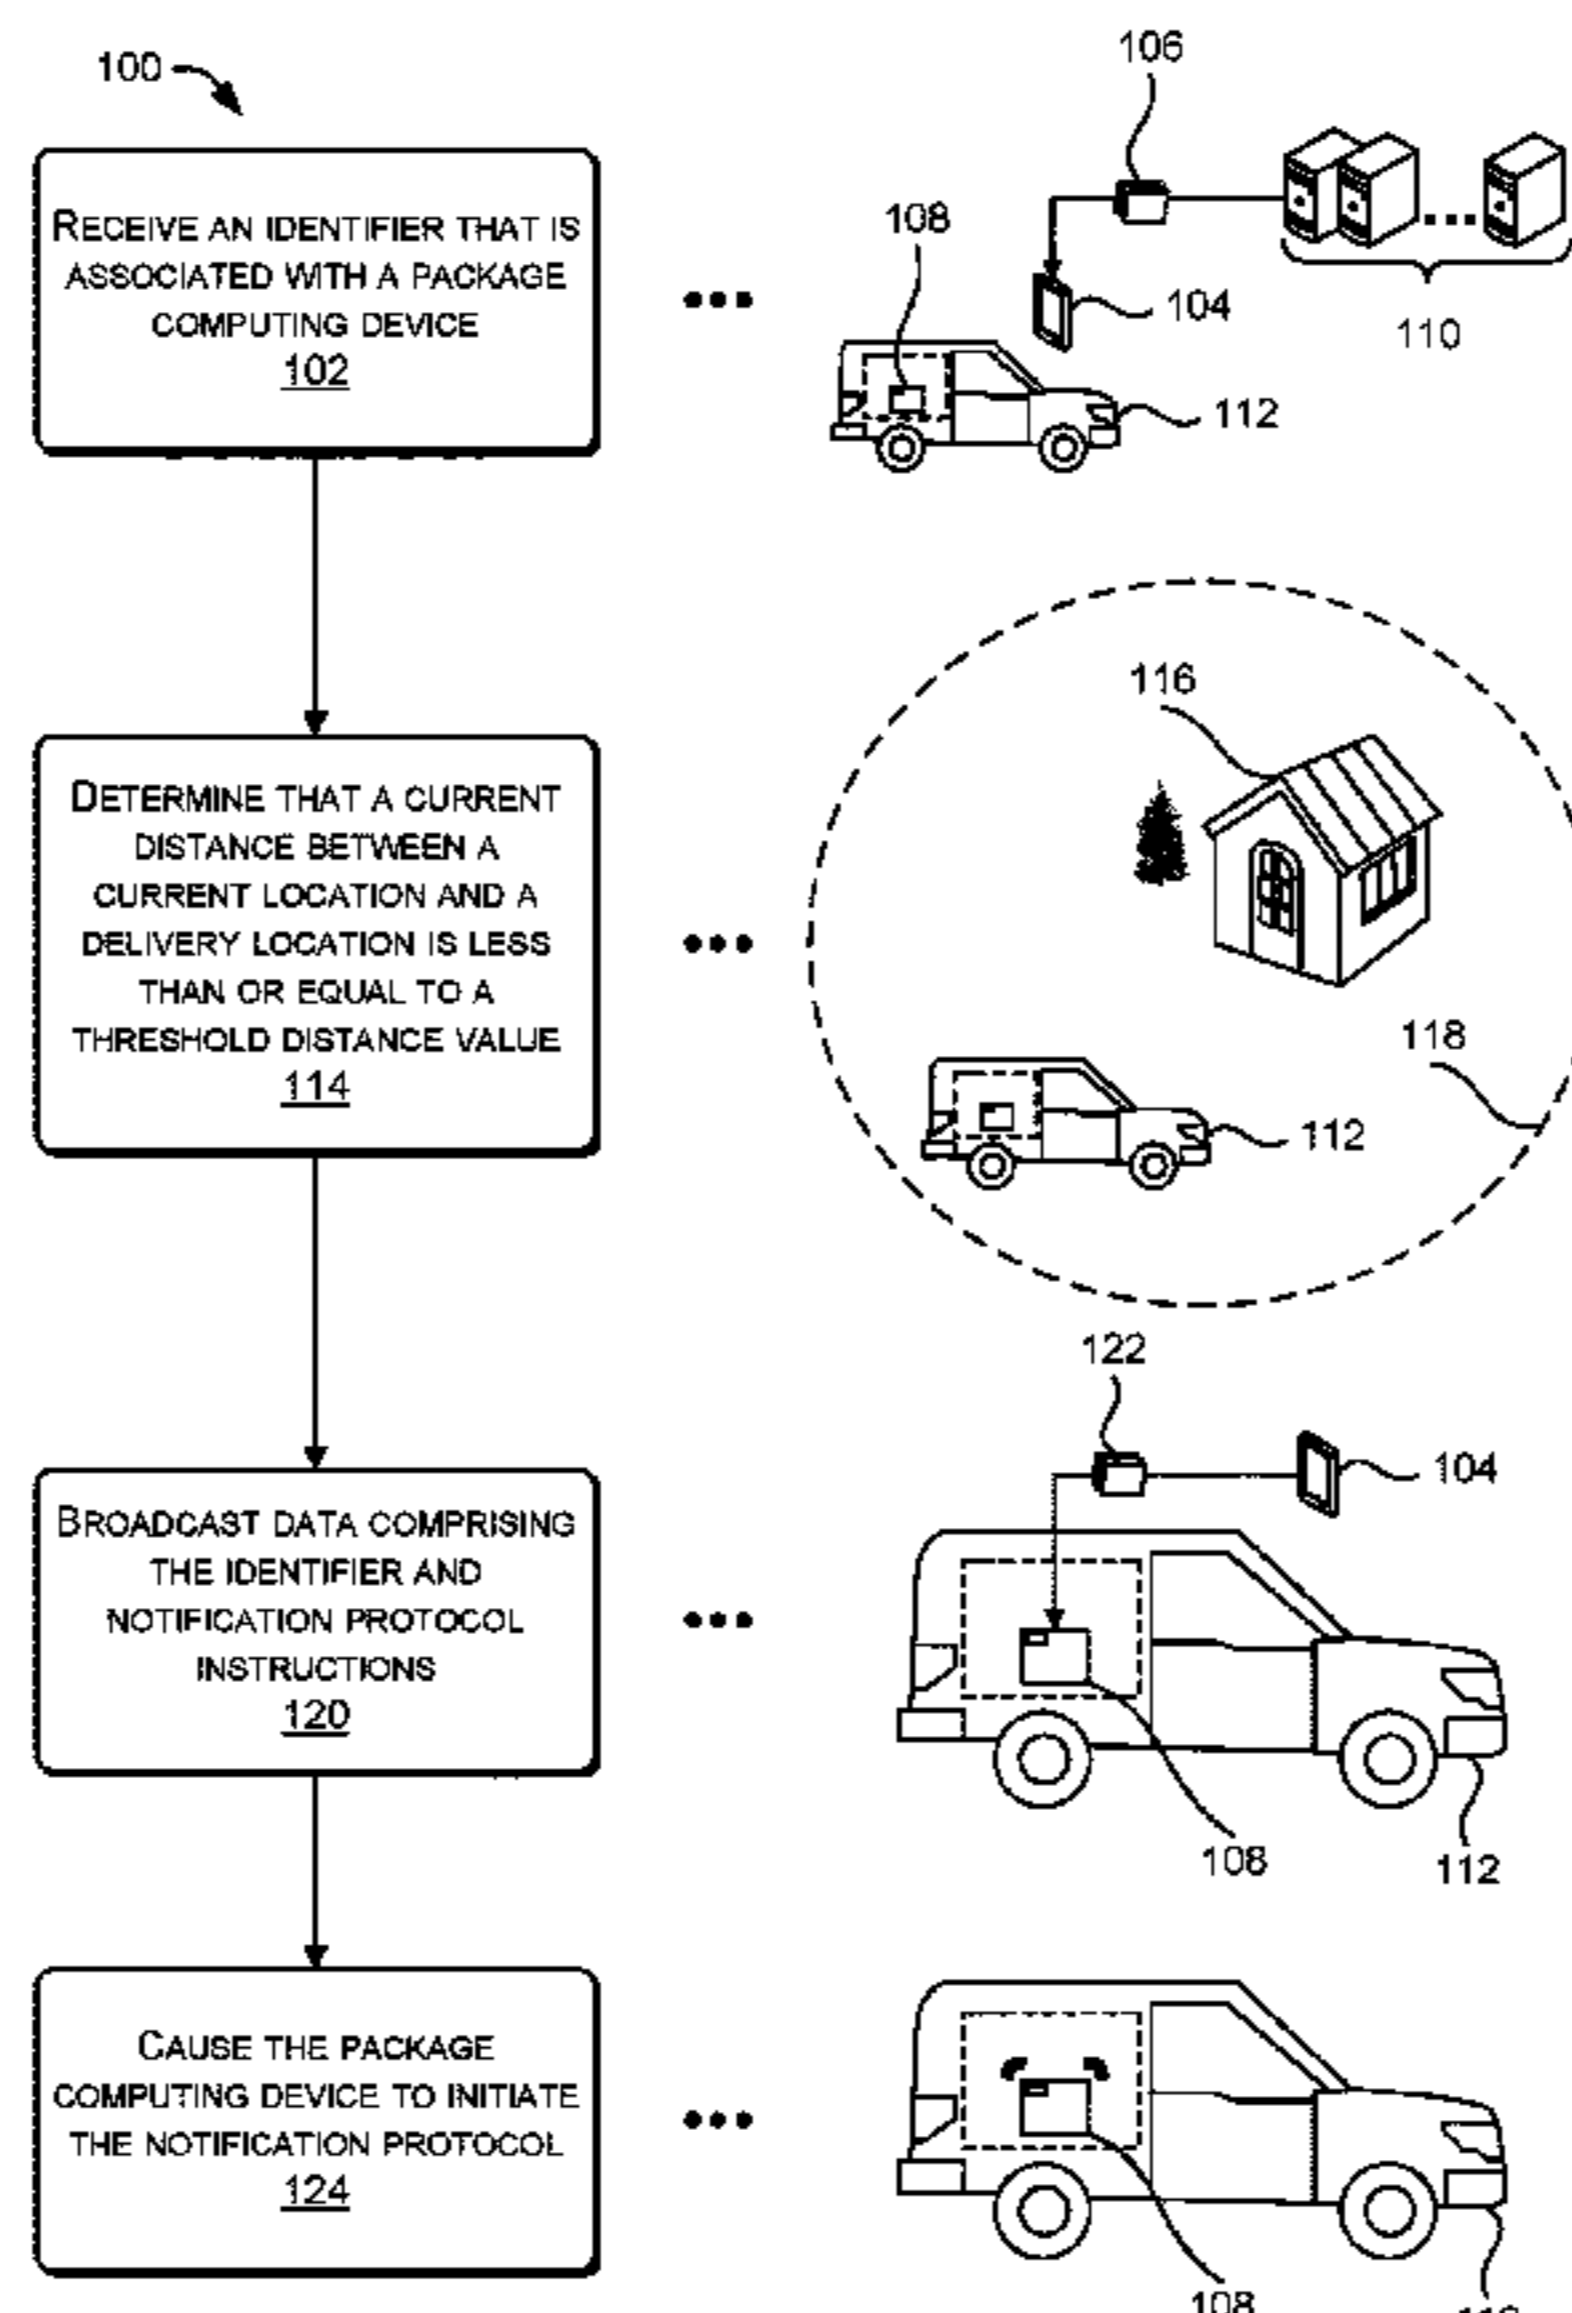 100
106
108
RECEIVE AN IDENTIFIER THAT IS
ASSOCIATED WITH A PACKAGE
COMPUTING DEVICE
102
104
110
112
116
DETERMINE THAT A CURRENT
DISTANCE BETWEEN A
CURRENT LOCATION AND A
DELIVERY LOCATION IS LESS
THAN OR EQUAL TO A
THRESHOLD DISTANCE VALUE
114
118
112
122
104
BROADCAST DATA COMPRISING
THE IDENTIFIER AND
NOTIFICATION PROTOCOL
INSTRUCTIONS
120
108
112
CAUSE THE PACKAGE
COMPUTING DEVICE TO INITIATE
THE NOTIFICATION PROTOCOL
124
108